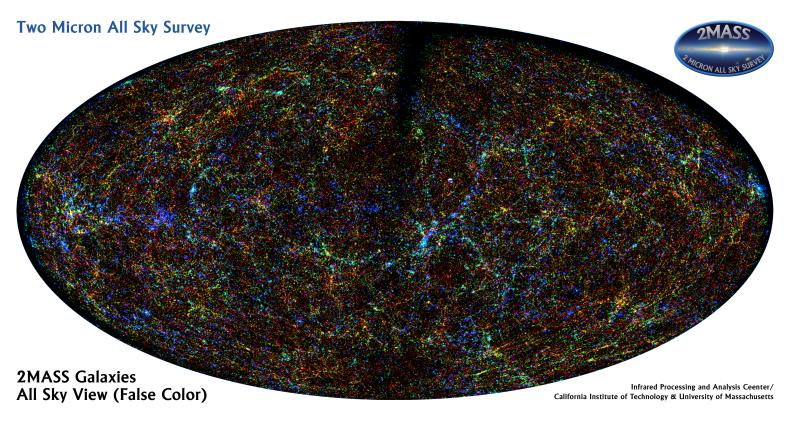 Two Micron All Sky Survey
2MASS
2 MICRON ALL SKY SURVEY
2MASS Galaxies
All Sky View (False Color)
Infrared Processing and Analysis Ceenter/
California Institute of Technology & University of Massachusetts